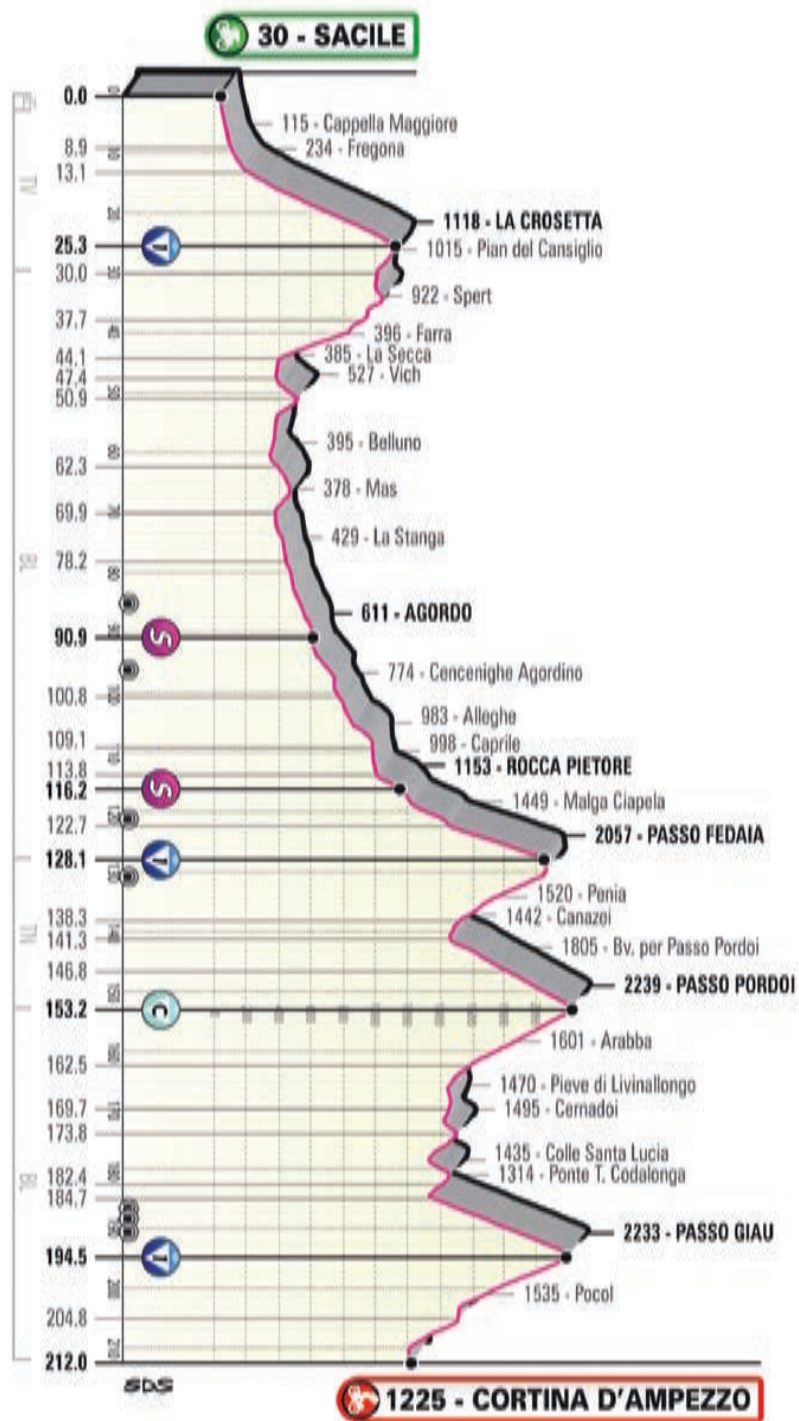 30 - SACILE
0.0
115 - Cappella Maggiore
8.9
234 - Fregona
13.1
1118 - LA CROSETTA
25.3
1015 - Pian del Cansiglio
30.0
922 - Spert
37.7
396 - Farra
44.1
385 - La Secca
47.4
527 - Vich
50.9
395 - Belluno
62.3
378 - Mas
69.9
429 - La Stanga
78.2
611 - AGORDO
90.9
S
774 - Cencenighe Agordino
100.8
983 - Alleghe
109.1
998 - Caprile
113.8
1153 - ROCCA PIETORE
116.2
S
1449 - Malga Ciapela
122.7
2057 - PASSO FEDAIA
128.1
1520 - Penia
138.3
1442 - Canazei
141.3
1805 - Bv. per Passo Pordoi
146.8
2239 - PASSO PORDOI
153.2
C
1601 - Arabba
162.5
1470 - Pieve di Livinallongo
169.7
1495 - Cernadoi
173.8
1435 - Colle Santa Lucia
182.4
1314 - Ponte T. Codalonga
184.7
2233 - PASSO GIAU
194.5
1535 - Pocol
204.8
212.0
SDS
1225 - CORTINA D'AMPEZZO
TV
BL
TN
BL